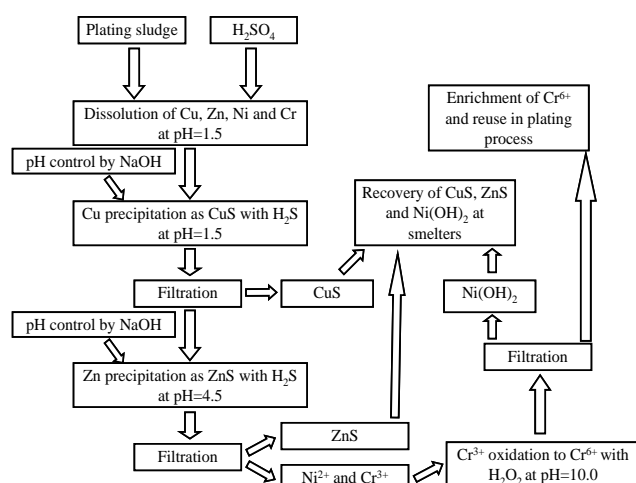 Plating sludge
H₂SO₄
Dissolution of Cu, Zn, Ni and Cr
at pH=1.5
pH control by NaOH
Cu precipitation as CuS with H₂S
at pH=1.5
Filtration
CuS
pH control by NaOH
Zn precipitation as ZnS with H₂S
at pH=4.5
Filtration
ZnS
Ni²⁺ and Cr³⁺
Recovery of CuS, ZnS
and Ni(OH)₂ at
smelters
Enrichment of Cr⁶⁺
and reuse in plating
process
Ni(OH)₂
Filtration
Cr³⁺ oxidation to Cr⁶⁺ with
H₂O₂ at pH=10.0